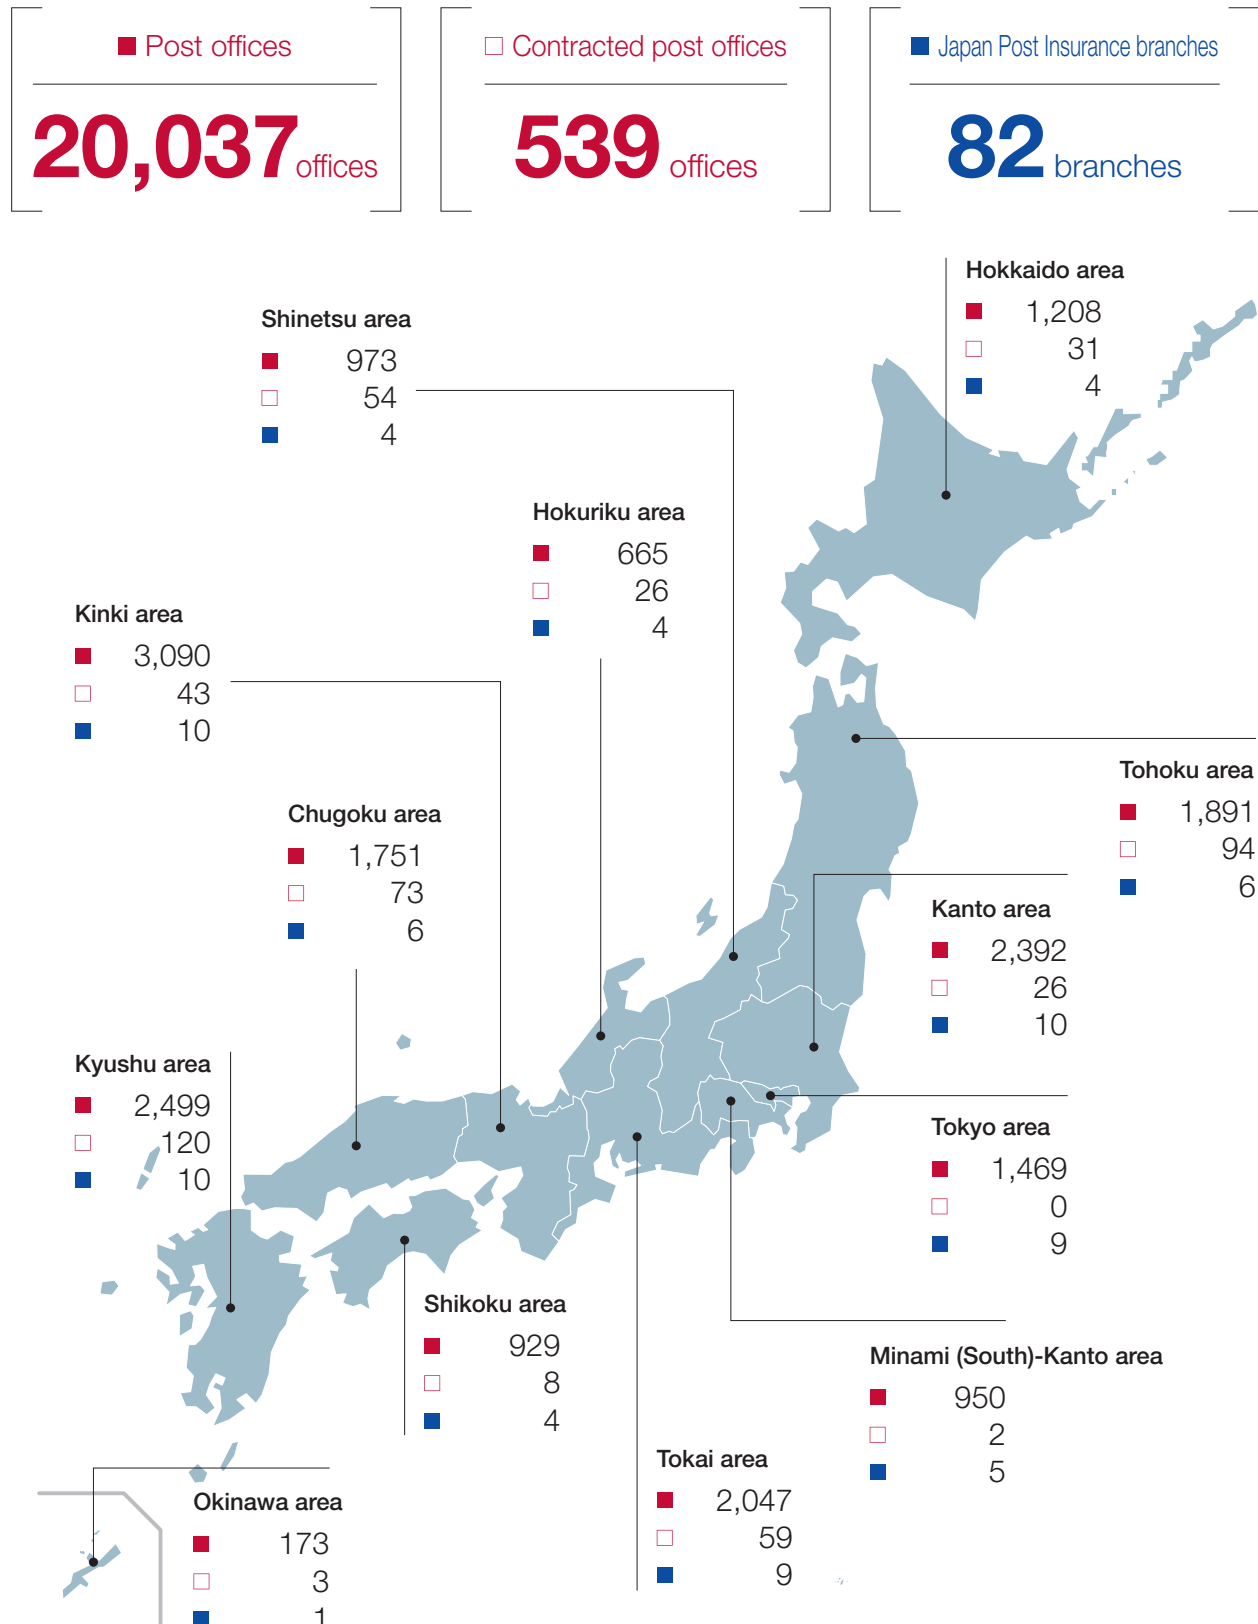 Post offices
20,037 offices
Contracted post offices
539 offices
Japan Post Insurance branches
82 branches
Hokkaido area
1,208
31
4
Shinetsu area
973
54
4
Hokuriku area
665
26
4
Kinki area
3,090
43
10
Tohoku area
1,891
94
6
Chugoku area
1,751
73
6
Kanto area
2,392
26
10
Kyushu area
2,499
120
10
Tokyo area
1,469
0
9
Shikoku area
929
8
4
Minami (South)-Kanto area
950
2
5
Tokai area
2,047
59
9
Okinawa area
173
3
1